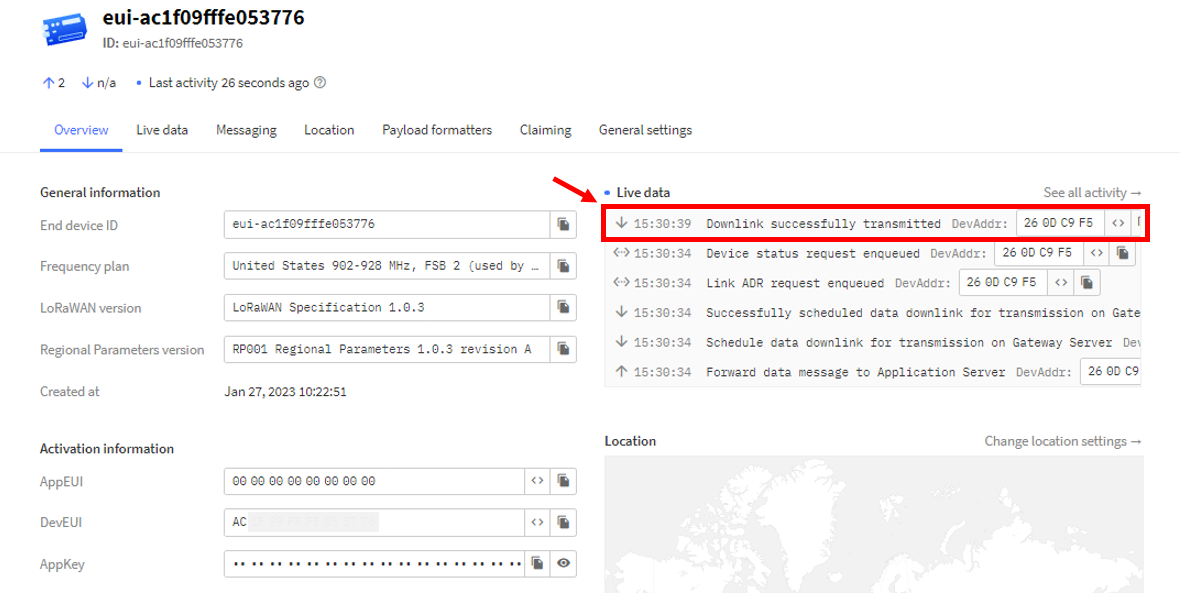 eui-ac1f09fffe053776
ID: eui-ac1f09fffe053776
2 n/a • Last activity 26 seconds ago
Overview Live data Messaging Location Payload formatters Claiming General settings
General information
End device ID eui-ac1f09fffe053776
Frequency plan United States 902-928 MHz, FSB 2 (used by …
LoRaWAN version LoRaWAN Specification 1.0.3
Regional Parameters version RP001 Regional Parameters 1.0.3 revision A
Created at Jan 27, 2023 10:22:51
Activation information
AppEUI 00 00 00 00 00 00 00 00
DevEUI AC
AppKey
• Live data See all activity →
↓ 15:30:39 Downlink successfully transmitted DevAddr: 26 0D C9 F5 <>
15:30:34 Device status request enqueued DevAddr: 26 0D C9 F5 <>
15:30:34 Link ADR request enqueued DevAddr: 26 0D C9 F5 <>
↓ 15:30:34 Successfully scheduled data downlink for transmission on Gate
↓ 15:30:34 Schedule data downlink for transmission on Gateway Server Dev
↑ 15:30:34 Forward data message to Application Server DevAddr: 26 0D C9
Location Change location settings →